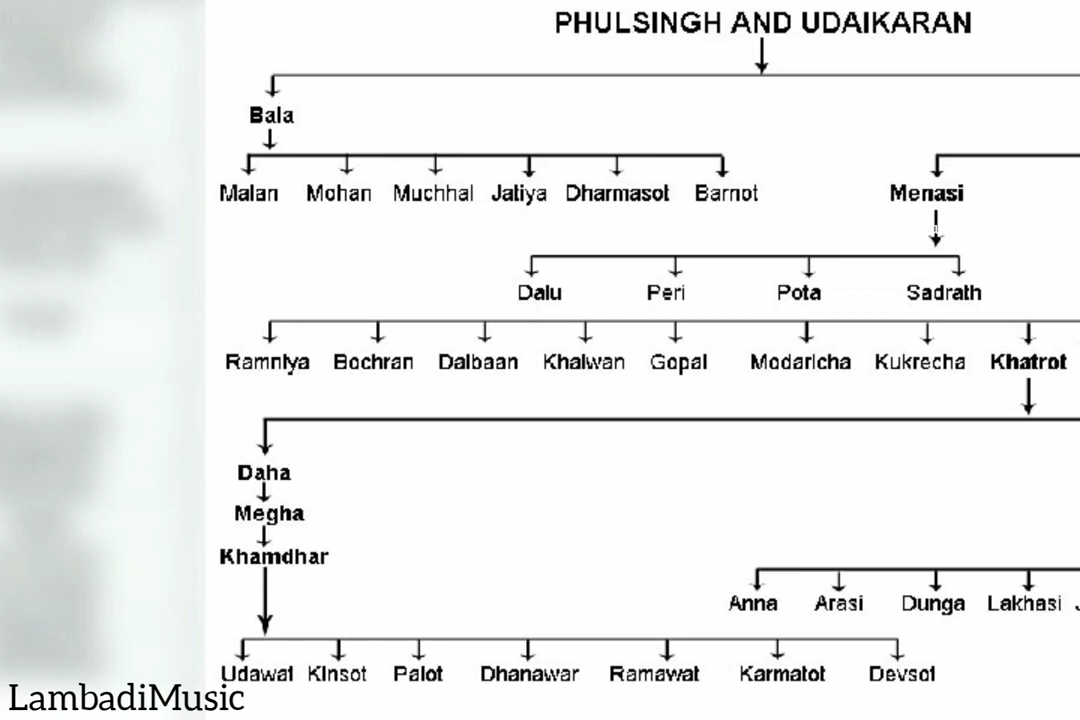 PHULSINGH AND UDAIKARAN
Bala
Malan Mohan Muchhal Jatiya Dharmasot Barnot Menasi
Dalu Peri Pota Sadrath
Ramniya Bochran Dalbaan Khalwan Gopal Modaricha Kukrecha Khatrot
Daha
Megha
Khamdhar
Anna Arasi Dunga Lakhasi
Udawat Kinsot Palot Dhanawar Ramawat Karmatot Devsot
LambadiMusic